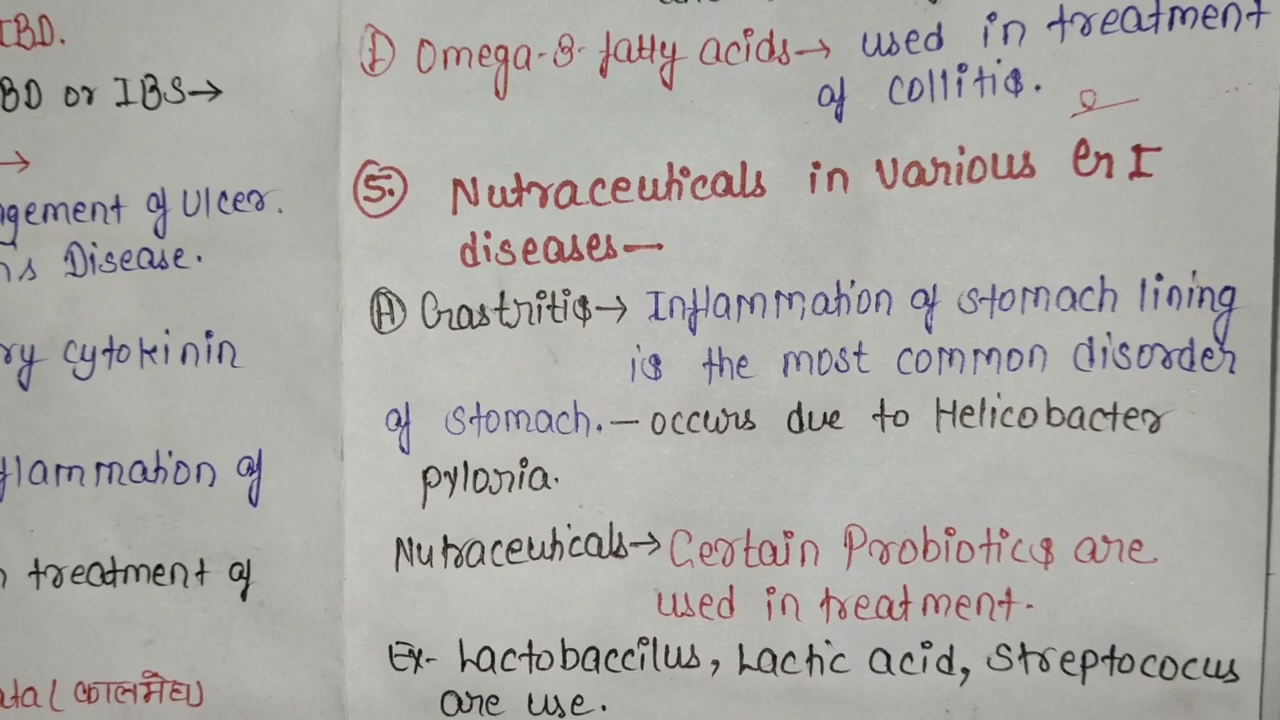 IBD.
BD or IBS→
→
gement of Ulcer.
is Disease.
ry cytokinin
flammation of
treatment of
ata (कालमेघ)
① Omega-3-fatty acids→ used in treatment
of collitis.
⑤. Nutraceuticals in various GI
diseases—
Ⓐ Gastritis→ Inflammation of stomach lining
is the most common disorder
of stomach.— occurs due to Helicobacter
pyloria.
Nutraceuticals→ Certain Probiotics are
used in treatment.
Ex- Lactobaccilus, Lactic acid, Streptococus
are use.